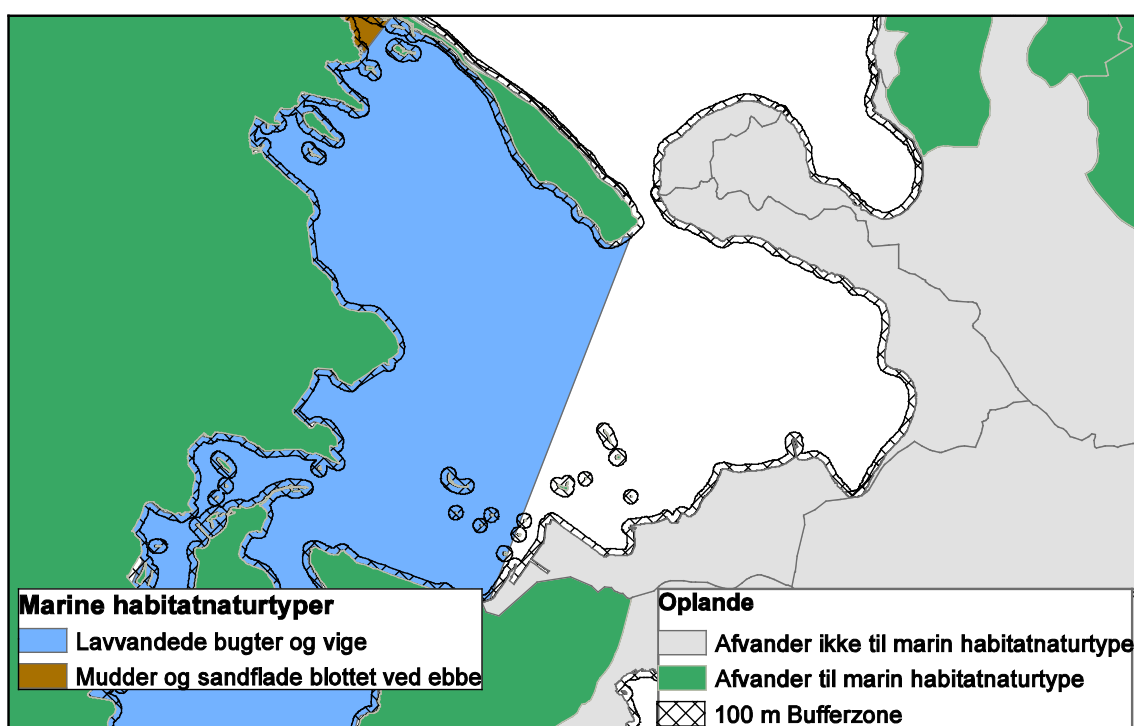 Marine habitatnaturtyper
Lavvandede bugter og vige
Mudder og sandflade blottet ved ebbe
Oplande
Afvander ikke til marin habitatnaturtype
Afvander til marin habitatnaturtype
100 m Bufferzone